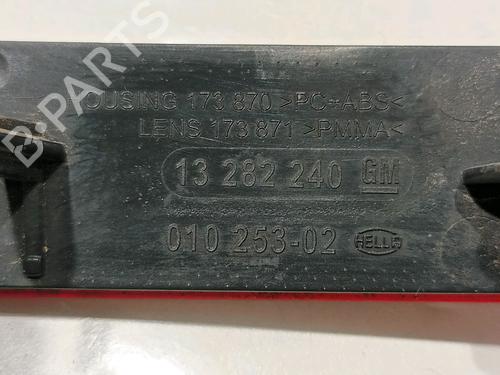 OUSING 173 870 >PC-ABS<
LENS 173 871 >PMMA<
13 282 240 GM
010 253-02 HELLA
B-PARTS